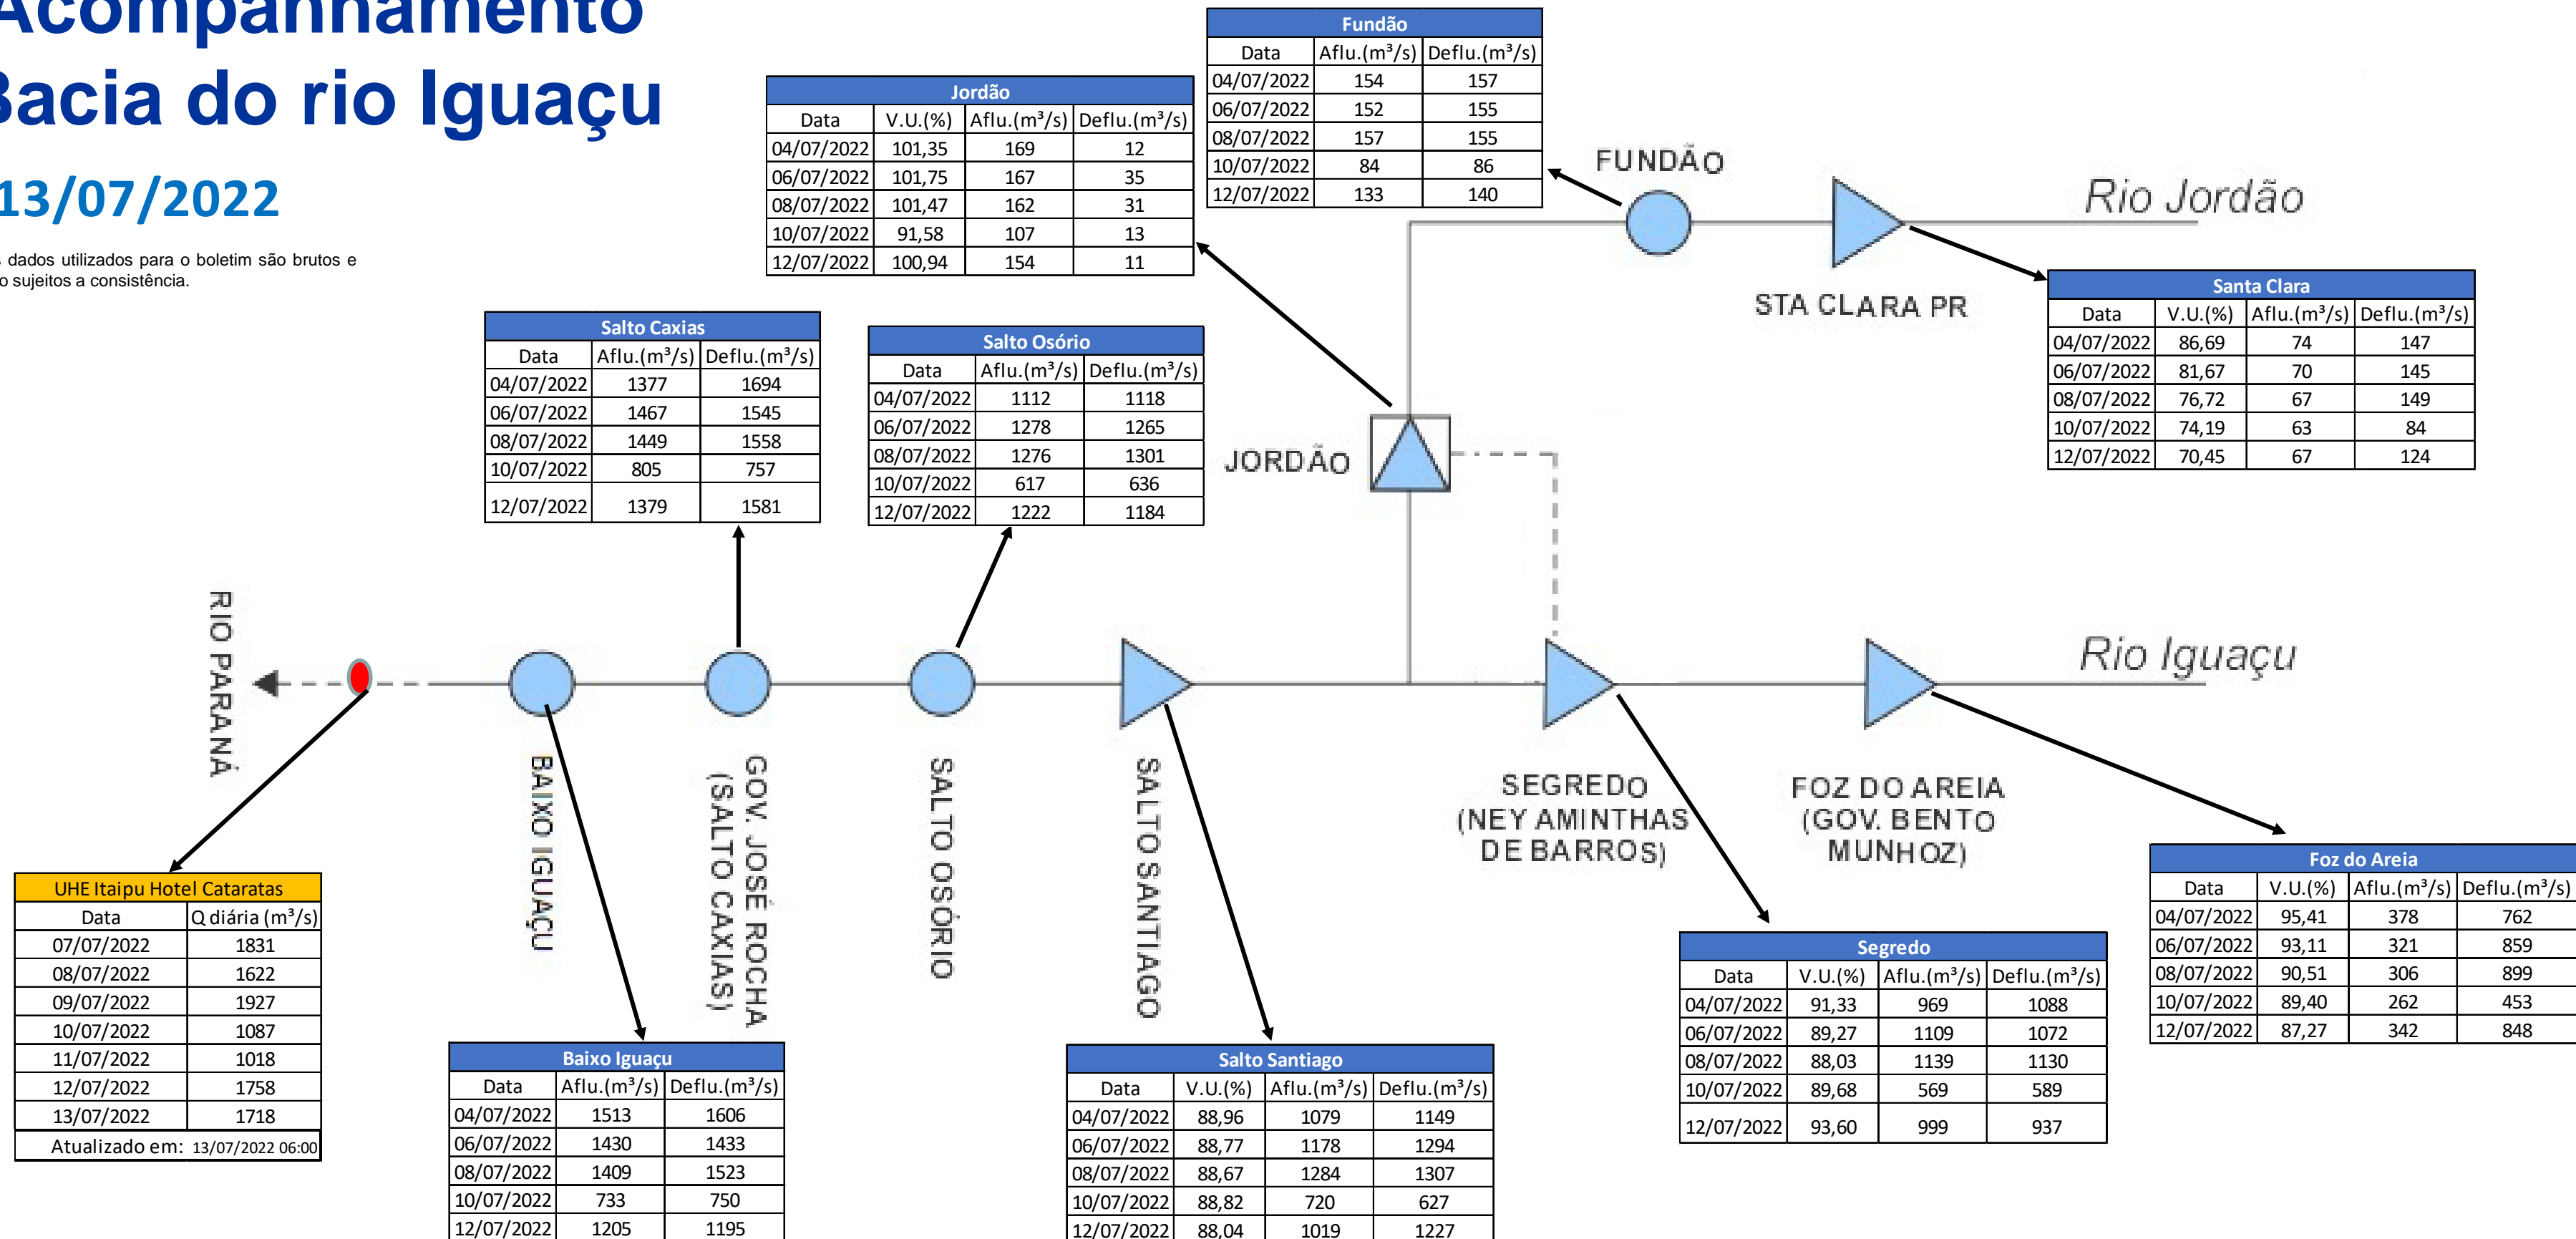 Acompanhamento
Bacia do rio Iguaçu
13/07/2022
s dados utilizados para o boletim são brutos e
o sujeitos a consistência.
Fundão
Data Aflu.(m³/s) Deflu.(m³/s)
04/07/2022 154 157
06/07/2022 152 155
08/07/2022 157 155
10/07/2022 84 86
12/07/2022 133 140
Jordão
Data V.U.(%) Aflu.(m³/s) Deflu.(m³/s)
04/07/2022 101,35 169 12
06/07/2022 101,75 167 35
08/07/2022 101,47 162 31
10/07/2022 91,58 107 13
12/07/2022 100,94 154 11
FUNDÃO
Rio Jordão
STA CLARA PR
Santa Clara
Data V.U.(%) Aflu.(m³/s) Deflu.(m³/s)
04/07/2022 86,69 74 147
06/07/2022 81,67 70 145
08/07/2022 76,72 67 149
10/07/2022 74,19 63 84
12/07/2022 70,45 67 124
Salto Caxias
Data Aflu.(m³/s) Deflu.(m³/s)
04/07/2022 1377 1694
06/07/2022 1467 1545
08/07/2022 1449 1558
10/07/2022 805 757
12/07/2022 1379 1581
Salto Osório
Data Aflu.(m³/s) Deflu.(m³/s)
04/07/2022 1112 1118
06/07/2022 1278 1265
08/07/2022 1276 1301
10/07/2022 617 636
12/07/2022 1222 1184
JORDÃO
RIO PARANÁ
Rio Iguaçu
BAIXO IGUAÇU
GOV. JOSÉ ROCHA
(SALTO CAXIAS)
SALTO OSÓRIO
SALTO SANTIAGO
SEGREDO
(NEY AMINTHAS
DE BARROS)
FOZ DO AREIA
(GOV. BENTO
MUNHOZ)
UHE Itaipu Hotel Cataratas
Data Q diária (m³/s)
07/07/2022 1831
08/07/2022 1622
09/07/2022 1927
10/07/2022 1087
11/07/2022 1018
12/07/2022 1758
13/07/2022 1718
Atualizado em: 13/07/2022 06:00
Baixo Iguaçu
Data Aflu.(m³/s) Deflu.(m³/s)
04/07/2022 1513 1606
06/07/2022 1430 1433
08/07/2022 1409 1523
10/07/2022 733 750
12/07/2022 1205 1195
Salto Santiago
Data V.U.(%) Aflu.(m³/s) Deflu.(m³/s)
04/07/2022 88,96 1079 1149
06/07/2022 88,77 1178 1294
08/07/2022 88,67 1284 1307
10/07/2022 88,82 720 627
12/07/2022 88,04 1019 1227
Segredo
Data V.U.(%) Aflu.(m³/s) Deflu.(m³/s)
04/07/2022 91,33 969 1088
06/07/2022 89,27 1109 1072
08/07/2022 88,03 1139 1130
10/07/2022 89,68 569 589
12/07/2022 93,60 999 937
Foz do Areia
Data V.U.(%) Aflu.(m³/s) Deflu.(m³/s)
04/07/2022 95,41 378 762
06/07/2022 93,11 321 859
08/07/2022 90,51 306 899
10/07/2022 89,40 262 453
12/07/2022 87,27 342 848